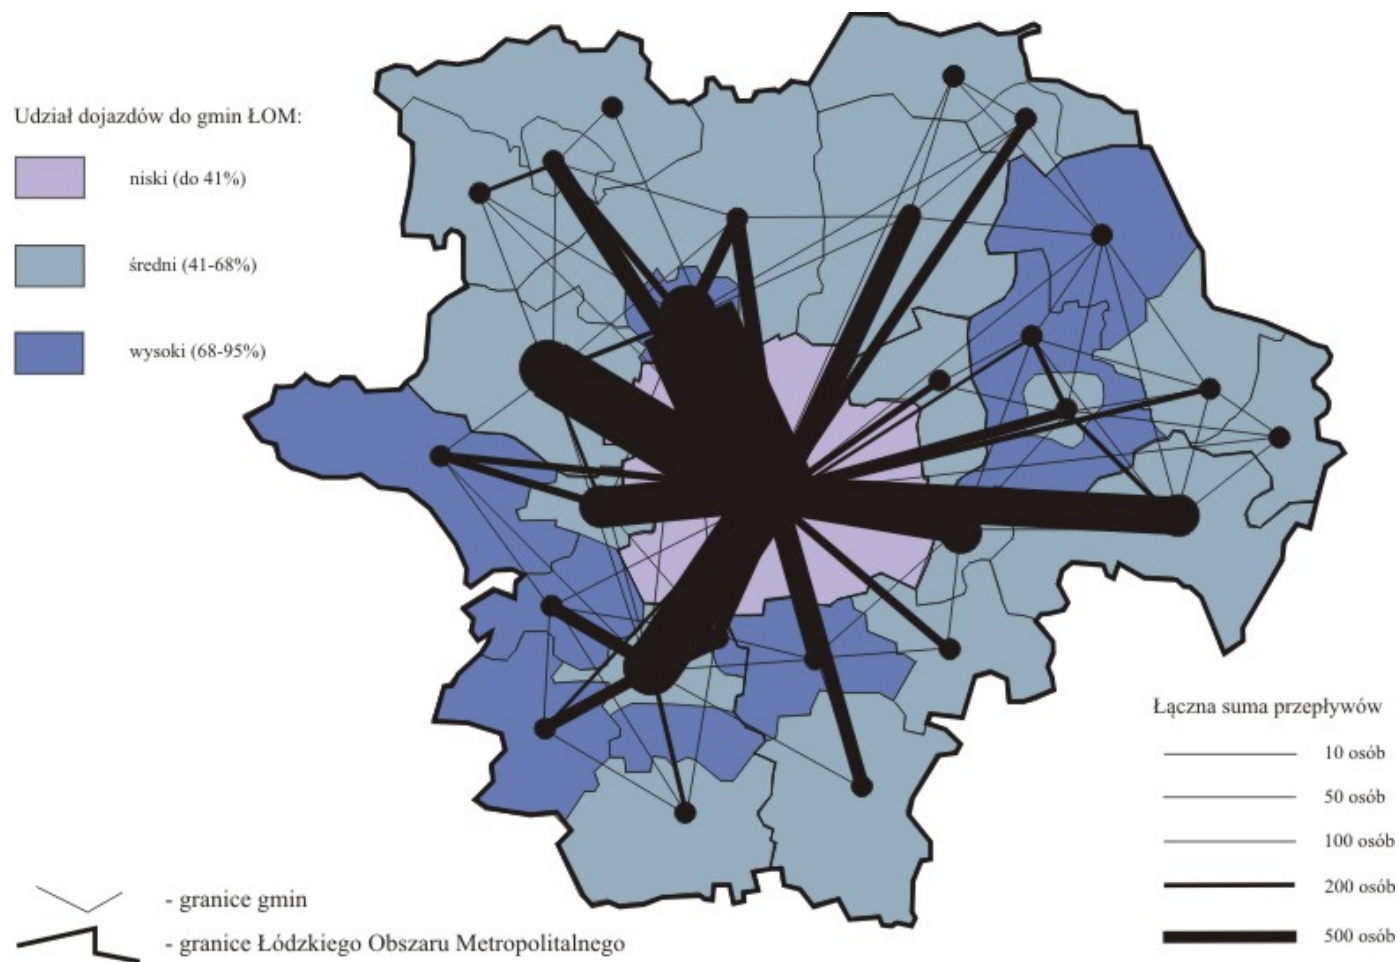 Udział dojazdów do gmin ŁOM:
niski (do 41%)
średni (41-68%)
wysoki (68-95%)
Łączna suma przepływów
10 osób
50 osób
100 osób
200 osób
500 osób
- granice gmin
- granice Łódzkiego Obszaru Metropolitalnego